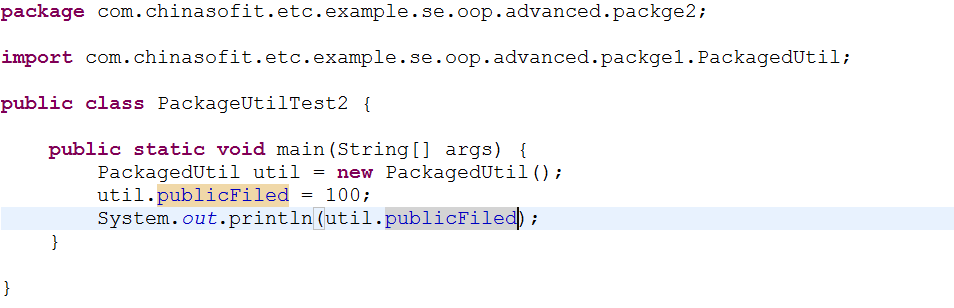 package com.chinasofit.etc.example.se.oop.advanced.packge2;
import com.chinasofit.etc.example.se.oop.advanced.packge1.PackagedUtil;
public class PackageUtilTest2 {
public static void main(String[] args) {
PackagedUtil util = new PackagedUtil();
util.publicFiled = 100;
System.out.println(util.publicFiled);
}
}